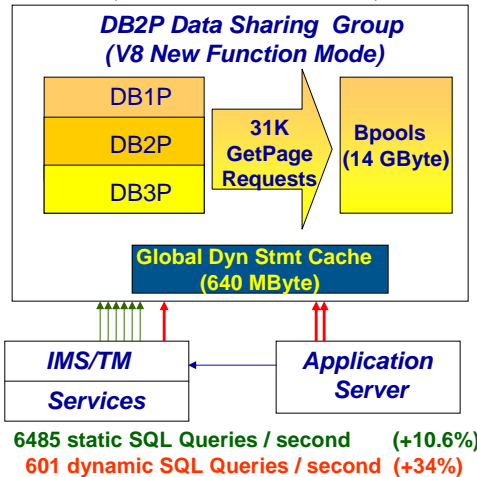 DB2P Data Sharing Group
(V8 New Function Mode)
DB1P
DB2P
DB3P
31K
GetPage
Requests
Bpools
(14 GByte)
Global Dyn Stmt Cache
(640 MByte)
IMS/TM
Services
Application
Server
6485 static SQL Queries / second (+10.6%)
601 dynamic SQL Queries / second (+34%)